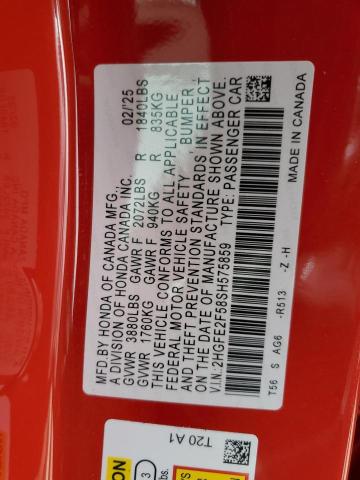 MFD.BY HONDA OF CANADA MFG.
A DIVISION OF HONDA CANADA INC. 02/'25
GVWR 3880LBS GAWR F 2072LBS R 1840LBS
GVWR 1760KG GAWR F 940KG R 835KG
THIS VEHICLE CONFORMS TO ALL APPLICABLE
FEDERAL MOTOR VEHICLE SAFETY, BUMPER,
AND THEFT PREVENTION STANDARDS IN EFFECT
ON THE DATE OF MANUFACTURE SHOWN ABOVE.
V.I.N:2HGFE2F58SH575859 TYPE:PASSENGER CAR
T56 S AG6 -R513 -Z -H MADE IN CANADA
T20 A1
3